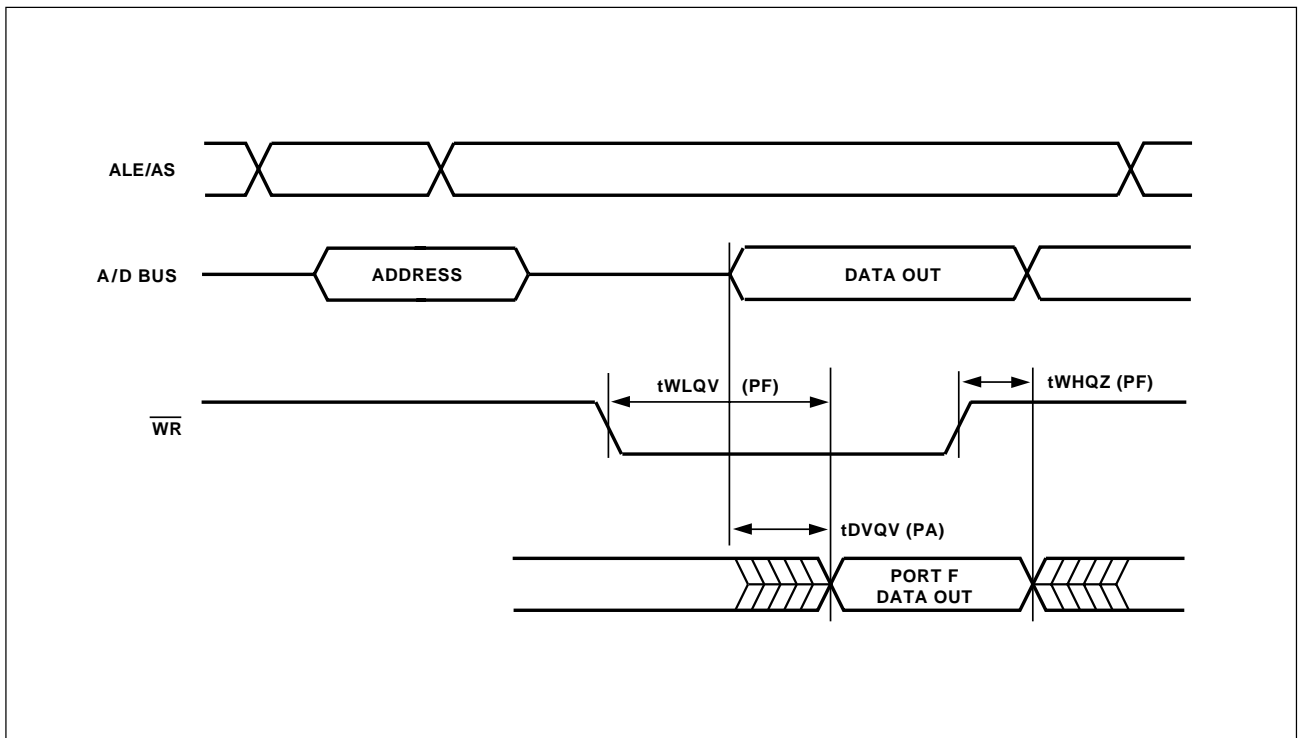 ALE/AS
A/D BUS
ADDRESS
DATA OUT
tWLQV (PF)
tWHQZ (PF)
WR
tDVQV (PA)
PORT F
DATA OUT